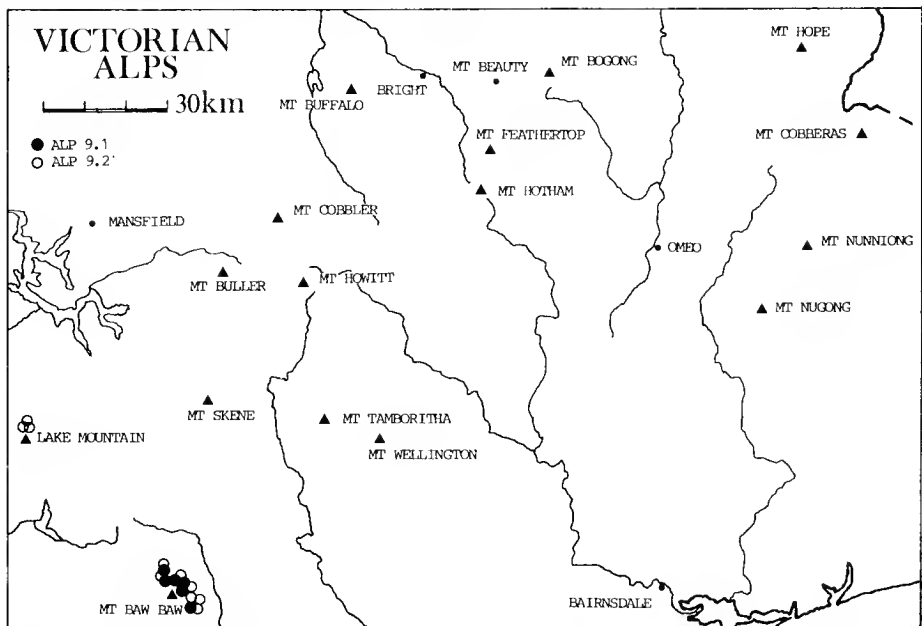 VICTORIAN
ALPS
30km
ALP 9.1
ALP 9.2'
MT HOPE
MT BEAUTY
MT BOGONG
BRIGHT
MT BUFFALO
MT COBBERAS
MT FEATHERTOP
MT HOTHAM
MT COBBLER
MANSFIELD
OMEO
MT NUNNIONG
MT BULLER
MT HOWITT
MT NUGONG
MT SKENE
MT TAMBORITHA
LAKE MOUNTAIN
MT WELLINGTON
MT BAW BAW
BAIRNSDALE